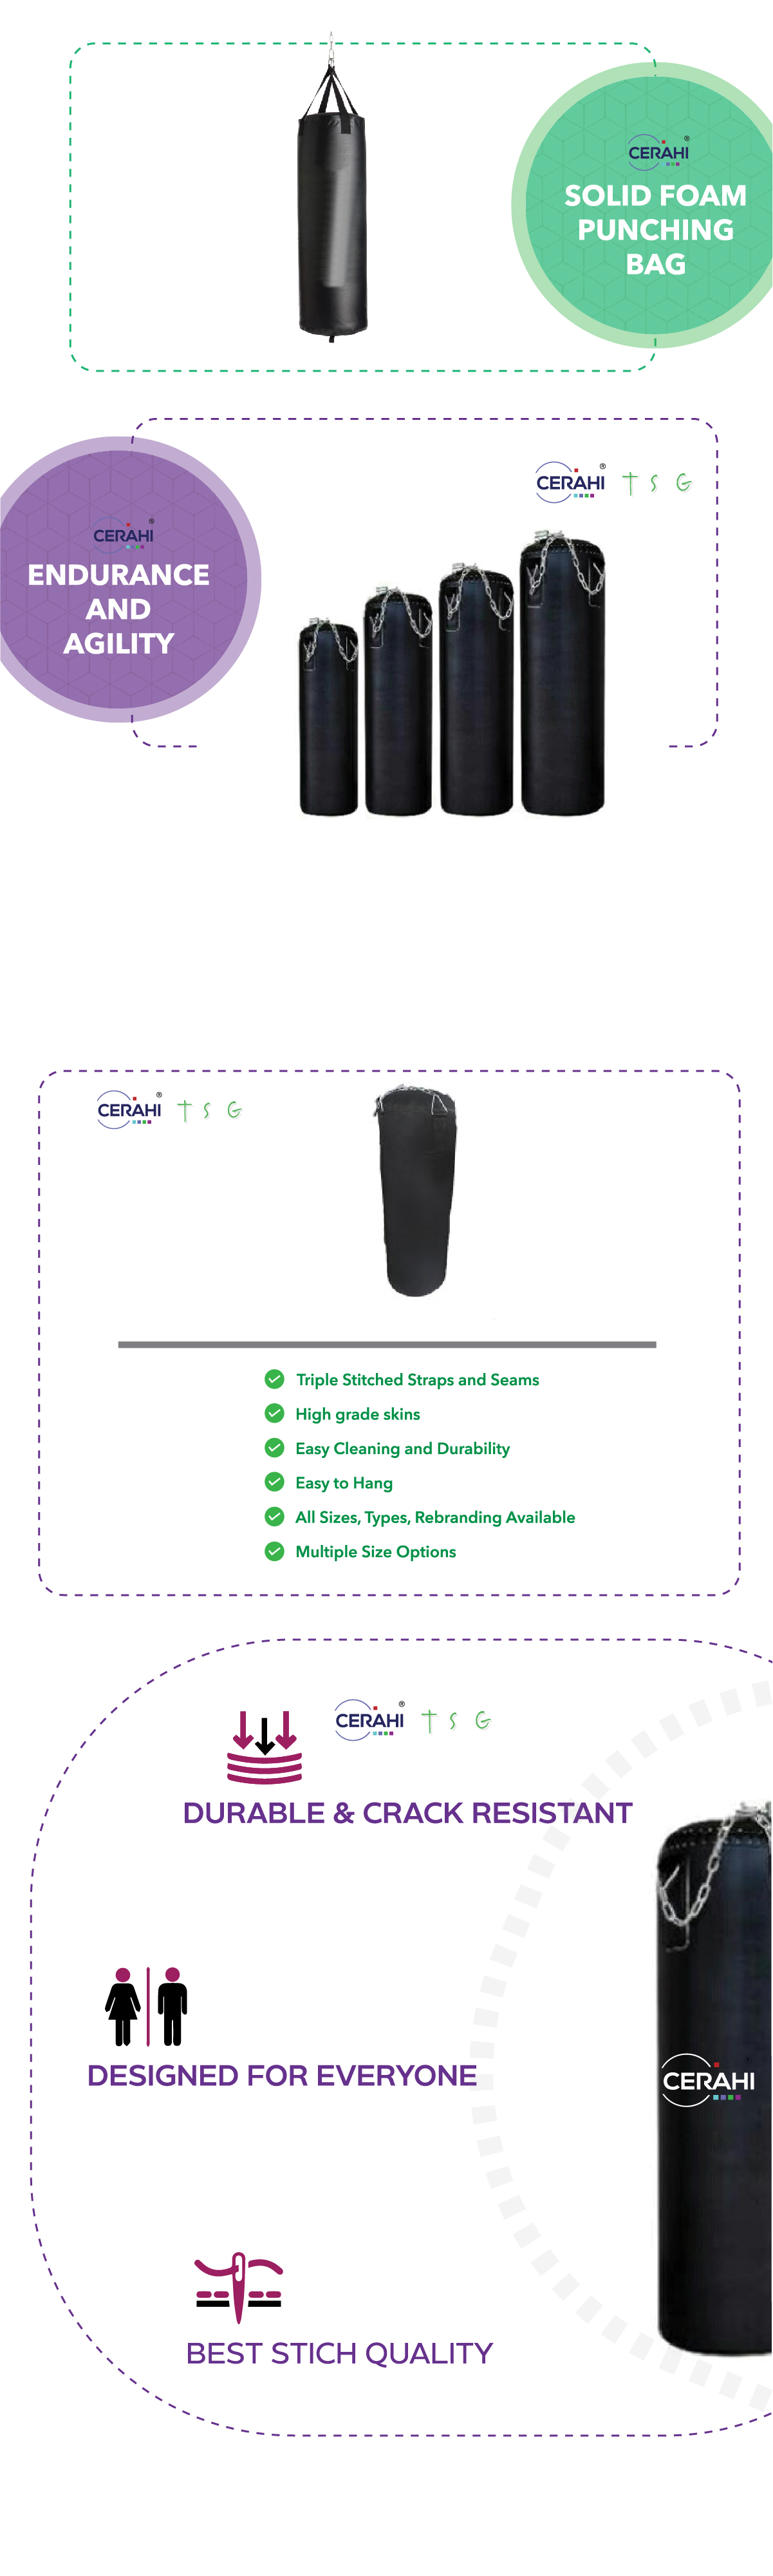 CERAHI ®
SOLID FOAM
PUNCHING
BAG
CERAHI ® T S G
CERAHI ®
ENDURANCE
AND
AGILITY
CERAHI ® T S G
Triple Stitched Straps and Seams
High grade skins
Easy Cleaning and Durability
Easy to Hang
All Sizes, Types, Rebranding Available
Multiple Size Options
CERAHI ® T S G
DURABLE & CRACK RESISTANT
DESIGNED FOR EVERYONE
CERAHI
BEST STICH QUALITY